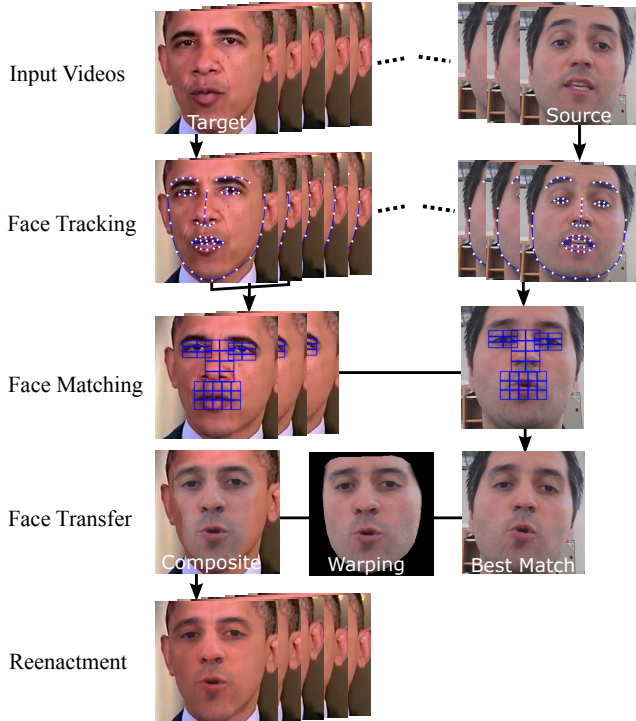 Input Videos
Target
Source
Face Tracking
Face Matching
Face Transfer
Composite
Warping
Best Match
Reenactment